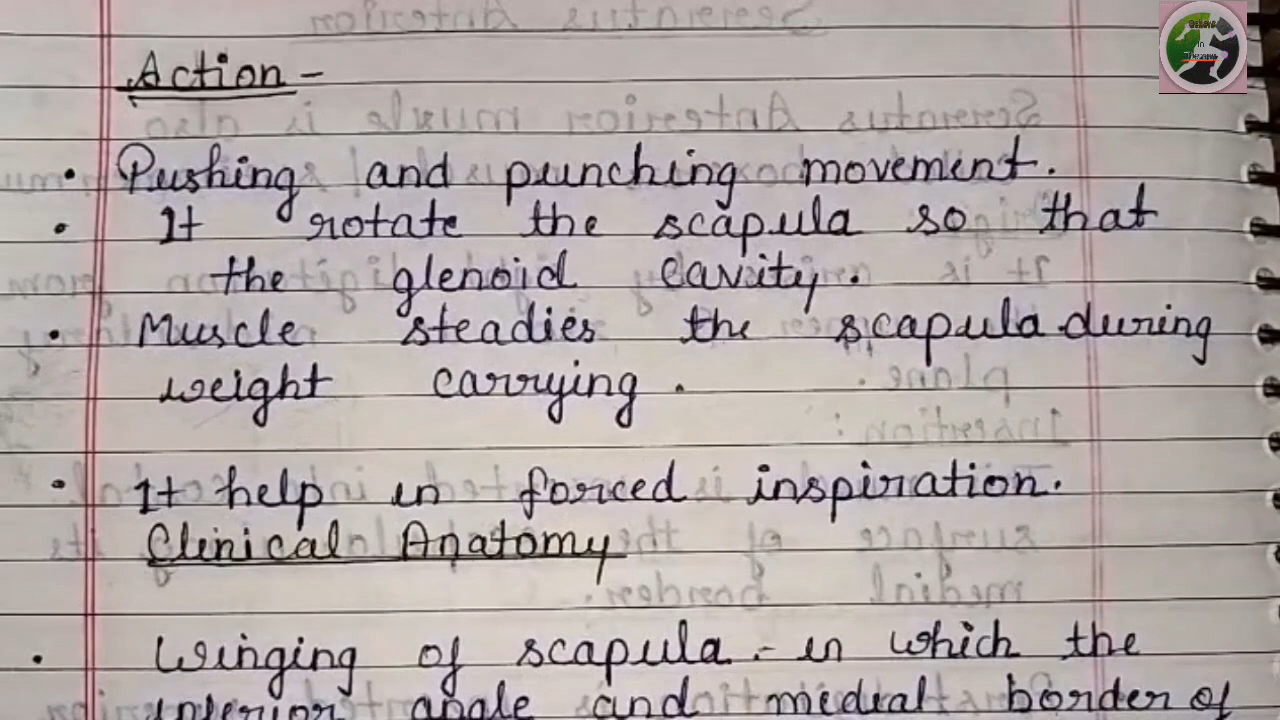 Action -
• Pushing and punching movement.
• It rotate the scapula so that
the glenoid cavity.
• Muscle steadies the scapula during
weight carrying.
• It help in forced inspiration.
Clinical Anatomy
• Winging of scapula - in which the
inferior angle and medial border of